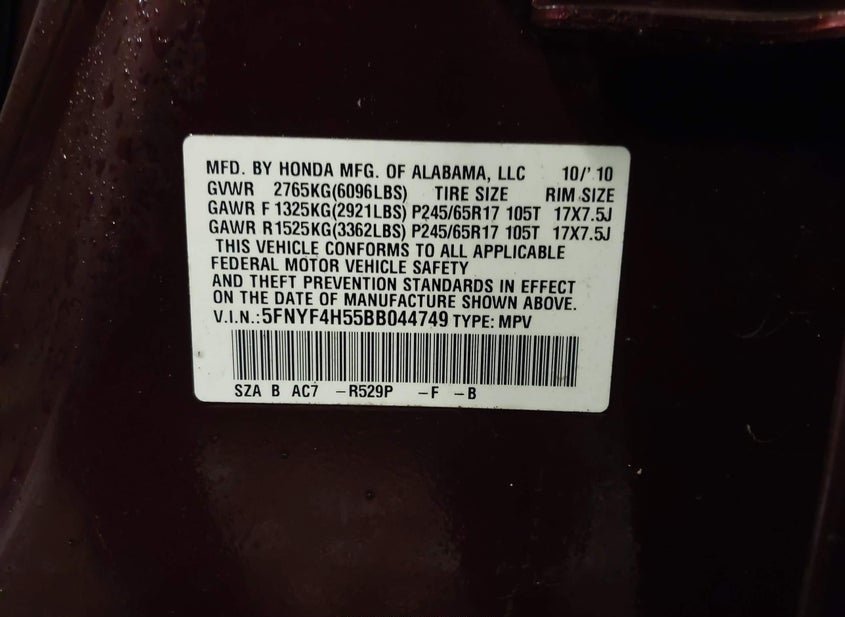 MFD. BY HONDA MFG. OF ALABAMA, LLC 10/'10
GVWR 2765KG(6096LBS) TIRE SIZE RIM SIZE
GAWR F 1325KG(2921LBS) P245/65R17 105T 17X7.5J
GAWR R1525KG(3362LBS) P245/65R17 105T 17X7.5J
THIS VEHICLE CONFORMS TO ALL APPLICABLE
FEDERAL MOTOR VEHICLE SAFETY
AND THEFT PREVENTION STANDARDS IN EFFECT
ON THE DATE OF MANUFACTURE SHOWN ABOVE.
V.I.N.:5FNYF4H55BB044749 TYPE: MPV
SZA B AC7 –R529P –F –B